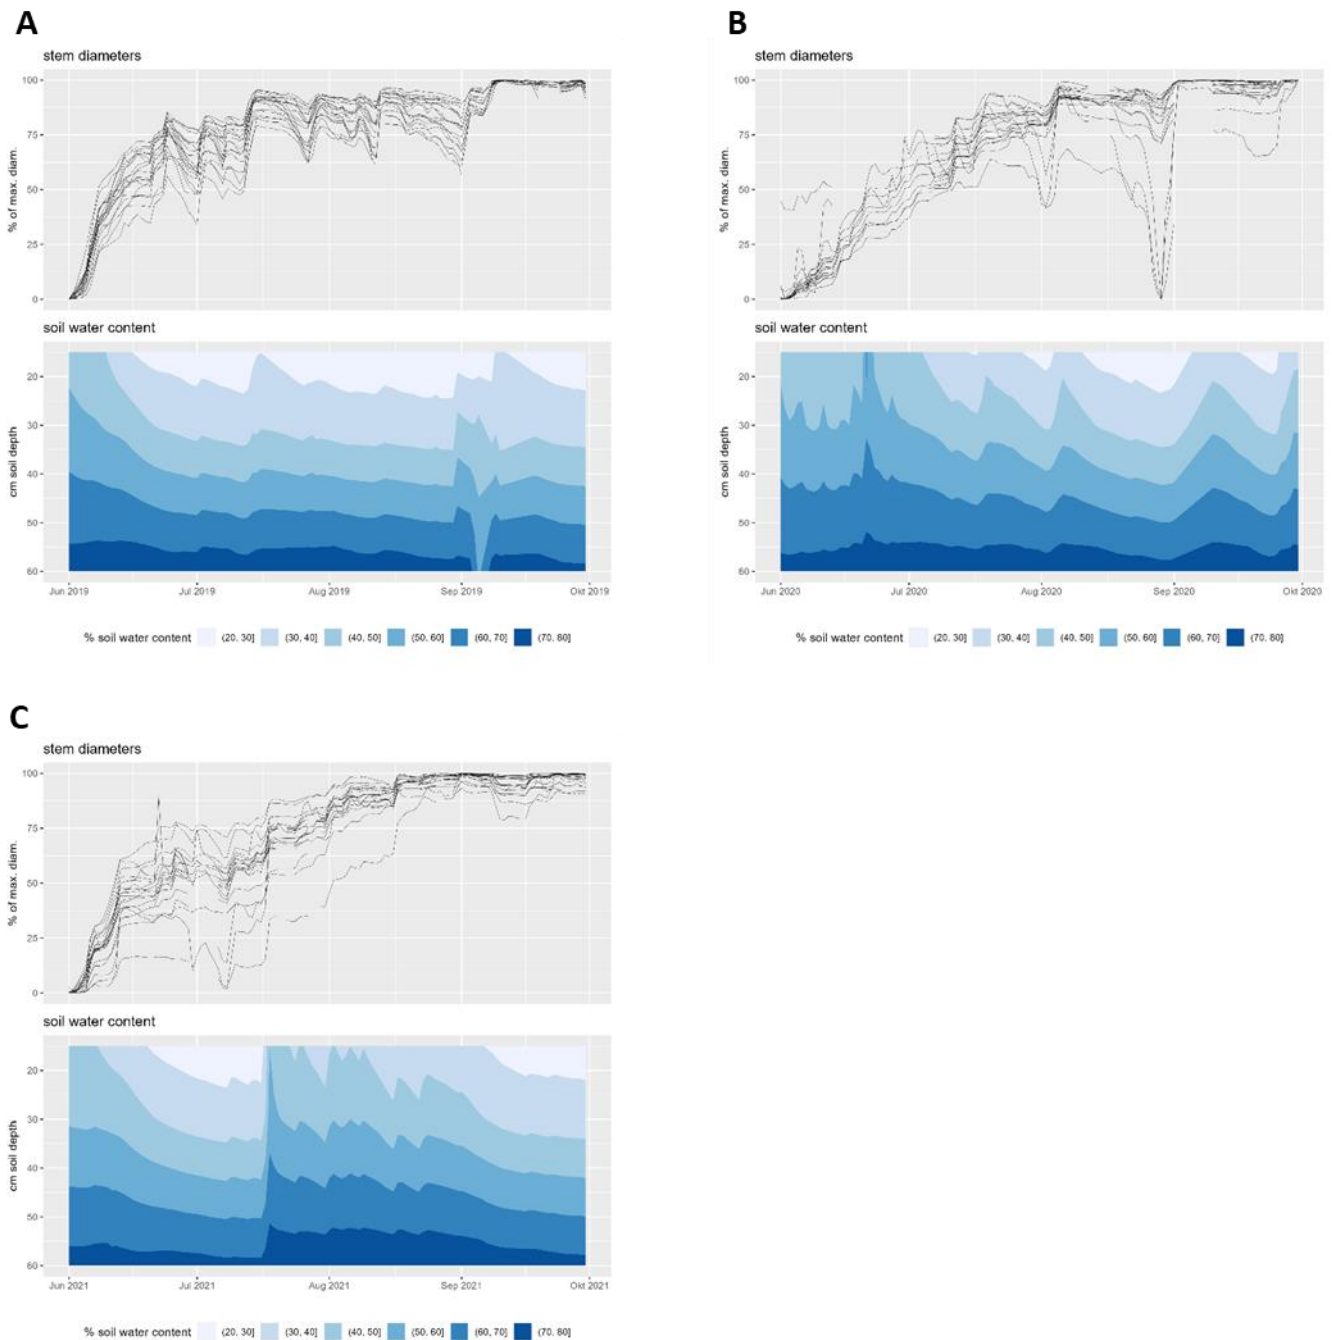 A
stem diameters
% of max. diam.
100
75
50
25
0
soil water content
cm soil depth
20
30
40
50
60
Jun 2019
Jul 2019
Aug 2019
Sep 2019
Okt 2019
% soil water content (20, 30] (30, 40] (40, 50] (50, 60] (60, 70] (70, 80]
B
stem diameters
% of max. diam.
100
75
50
25
0
soil water content
cm soil depth
20
30
40
50
60
Jun 2020
Jul 2020
Aug 2020
Sep 2020
Okt 2020
% soil water content (20, 30] (30, 40] (40, 50] (50, 60] (60, 70] (70, 80]
C
stem diameters
% of max. diam.
100
75
50
25
0
soil water content
cm soil depth
20
30
40
50
60
Jun 2021
Jul 2021
Aug 2021
Sep 2021
Okt 2021
% soil water content (20, 30] (30, 40] (40, 50] (50, 60] (60, 70] (70, 80]